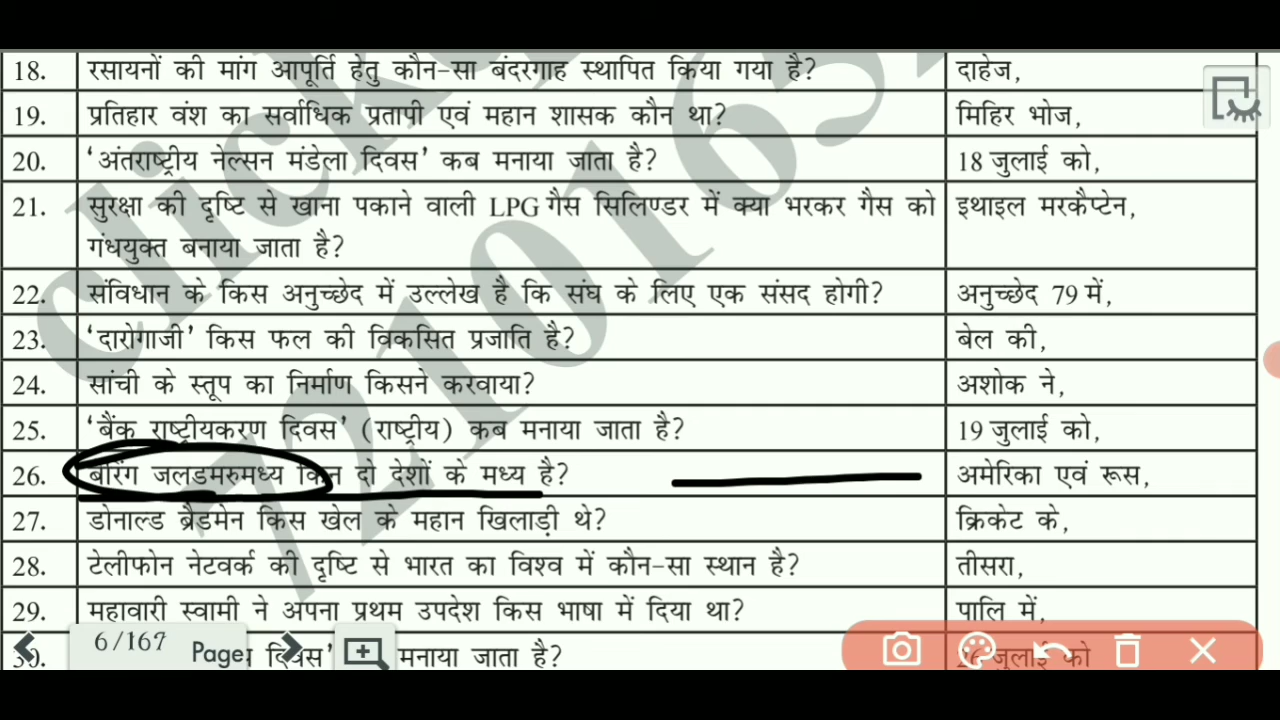 18. रसायनों की मांग आपूर्ति हेतु कौन-सा बंदरगाह स्थापित किया गया है? दाहेज,
19. प्रतिहार वंश का सर्वाधिक प्रतापी एवं महान शासक कौन था? मिहिर भोज,
20. 'अंतराष्ट्रीय नेल्सन मंडेला दिवस' कब मनाया जाता है? 18 जुलाई को,
21. सुरक्षा की दृष्टि से खाना पकाने वाली LPG गैस सिलिण्डर में क्या भरकर गैस को इथाइल मरकैप्टेन,
गंधयुक्त बनाया जाता है?
22. संविधान के किस अनुच्छेद में उल्लेख है कि संघ के लिए एक संसद होगी? अनुच्छेद 79 में,
23. 'दारोगाजी' किस फल की विकसित प्रजाति है? बेल की,
24. सांची के स्तूप का निर्माण किसने करवाया? अशोक ने,
25. 'बैंक राष्ट्रीयकरण दिवस' (राष्ट्रीय) कब मनाया जाता है? 19 जुलाई को,
26. बेरिंग जलडमरुमध्य किन दो देशों के मध्य है? अमेरिका एवं रूस,
27. डोनाल्ड ब्रैडमेन किस खेल के महान खिलाड़ी थे? क्रिकेट के,
28. टेलीफोन नेटवर्क की दृष्टि से भारत का विश्व में कौन-सा स्थान है? तीसरा,
29. महावारी स्वामी ने अपना प्रथम उपदेश किस भाषा में दिया था? पालि में,
30. दिवस' मनाया जाता है? 26 जुलाई को
6/167 Page